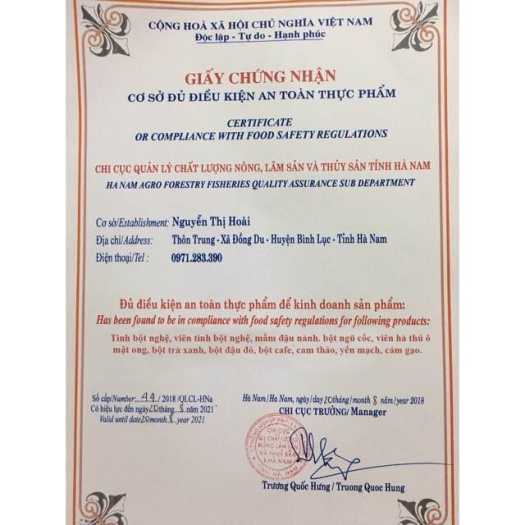 CỘNG HOÀ XÃ HỘI CHỦ NGHĨA VIỆT NAM
Độc lập - Tự do - Hạnh phúc
GIẤY CHỨNG NHẬN
CƠ SỞ ĐỦ ĐIỀU KIỆN AN TOÀN THỰC PHẨM
CERTIFICATE
OR COMPLIANCE WITH FOOD SAFETY REGULATIONS
CHI CỤC QUẢN LÝ CHẤT LƯỢNG NÔNG, LÂM SẢN VÀ THỦY SẢN TỈNH HÀ NAM
HA NAM AGRO FORESTRY FISHERIES QUALITY ASSURANCE SUB DEPARTMENT
Cơ sở/Establishment: Nguyễn Thị Hoài
Địa chỉ/Address: Thôn Trung - Xã Đồng Du - Huyện Bình Lục - Tỉnh Hà Nam
Điện thoại/Tel : 0971.283.390
Đủ điều kiện an toàn thực phẩm để kinh doanh sản phẩm:
Has been found to be in compliance with food safety regulations for following products:
Tinh bột nghệ, viên tinh bột nghệ, mầm đậu nành, bột ngũ cốc, viên hà thủ ô
mật ong, bột trà xanh, bột đậu đỏ, bột cafe, cam thảo, yến mạch, cám gạo.
Số cấp/Number: 44 / 2018 /QLCL-HNa
Có hiệu lực đến ngày 20 tháng 8 năm 2021
Valid until date 20 month 8 year 2021
Hà Nam/Ha Nam, ngày/day 20 tháng/month 8 năm/year 2018
CHI CỤC TRƯỞNG/ Manager
Trương Quốc Hưng / Truong Quoc Hung